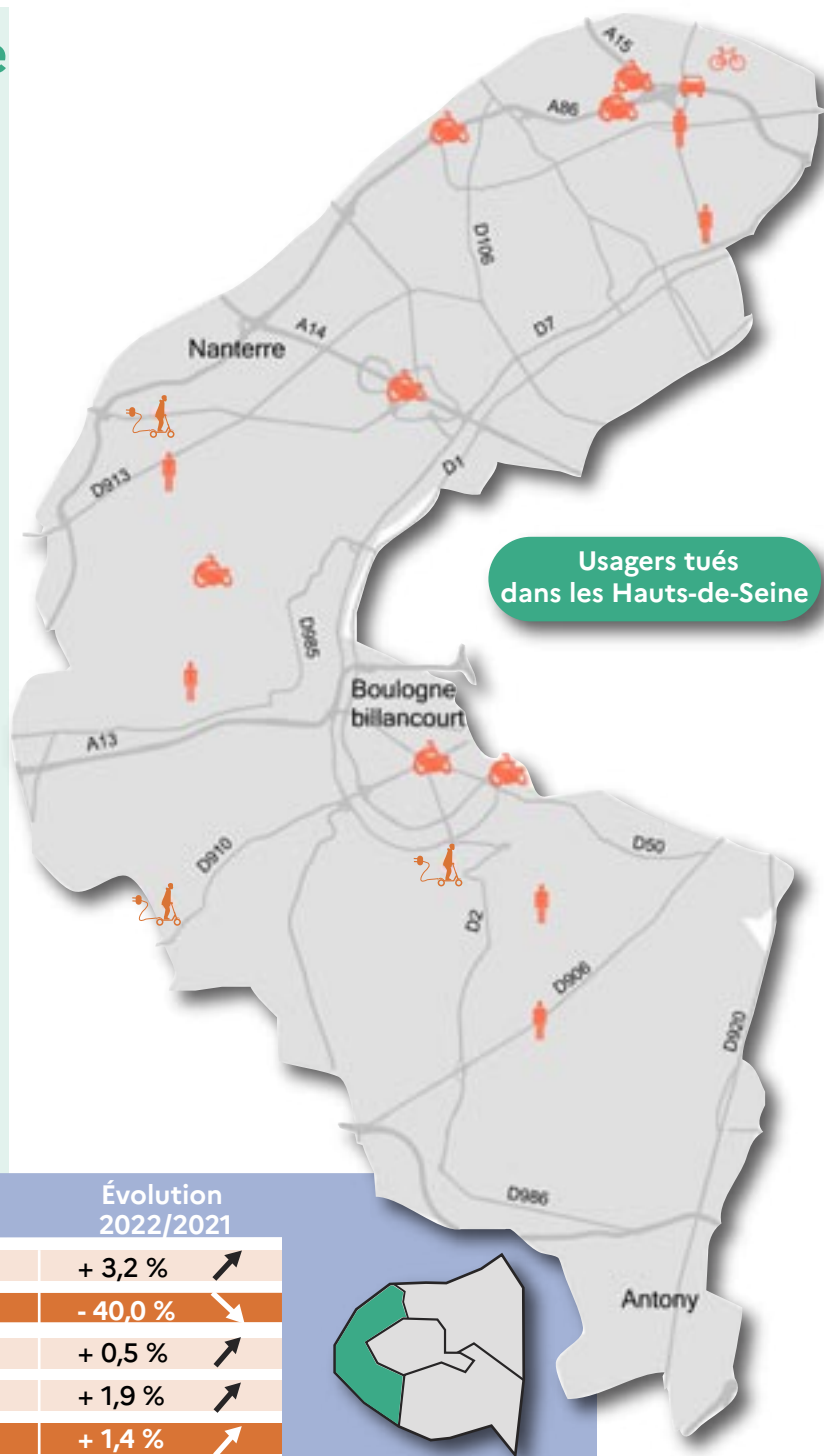 e
A15
A86
D106
D7
A14
Nanterre
D1
D913
Usagers tués
dans les Hauts-de-Seine
D985
Boulogne
billancourt
A13
D910
D50
D2
D906
D920
D986
Antony
Évolution
2022/2021
+ 3,2 %
- 40,0 %
+ 0,5 %
+ 1,9 %
+ 1,4 %